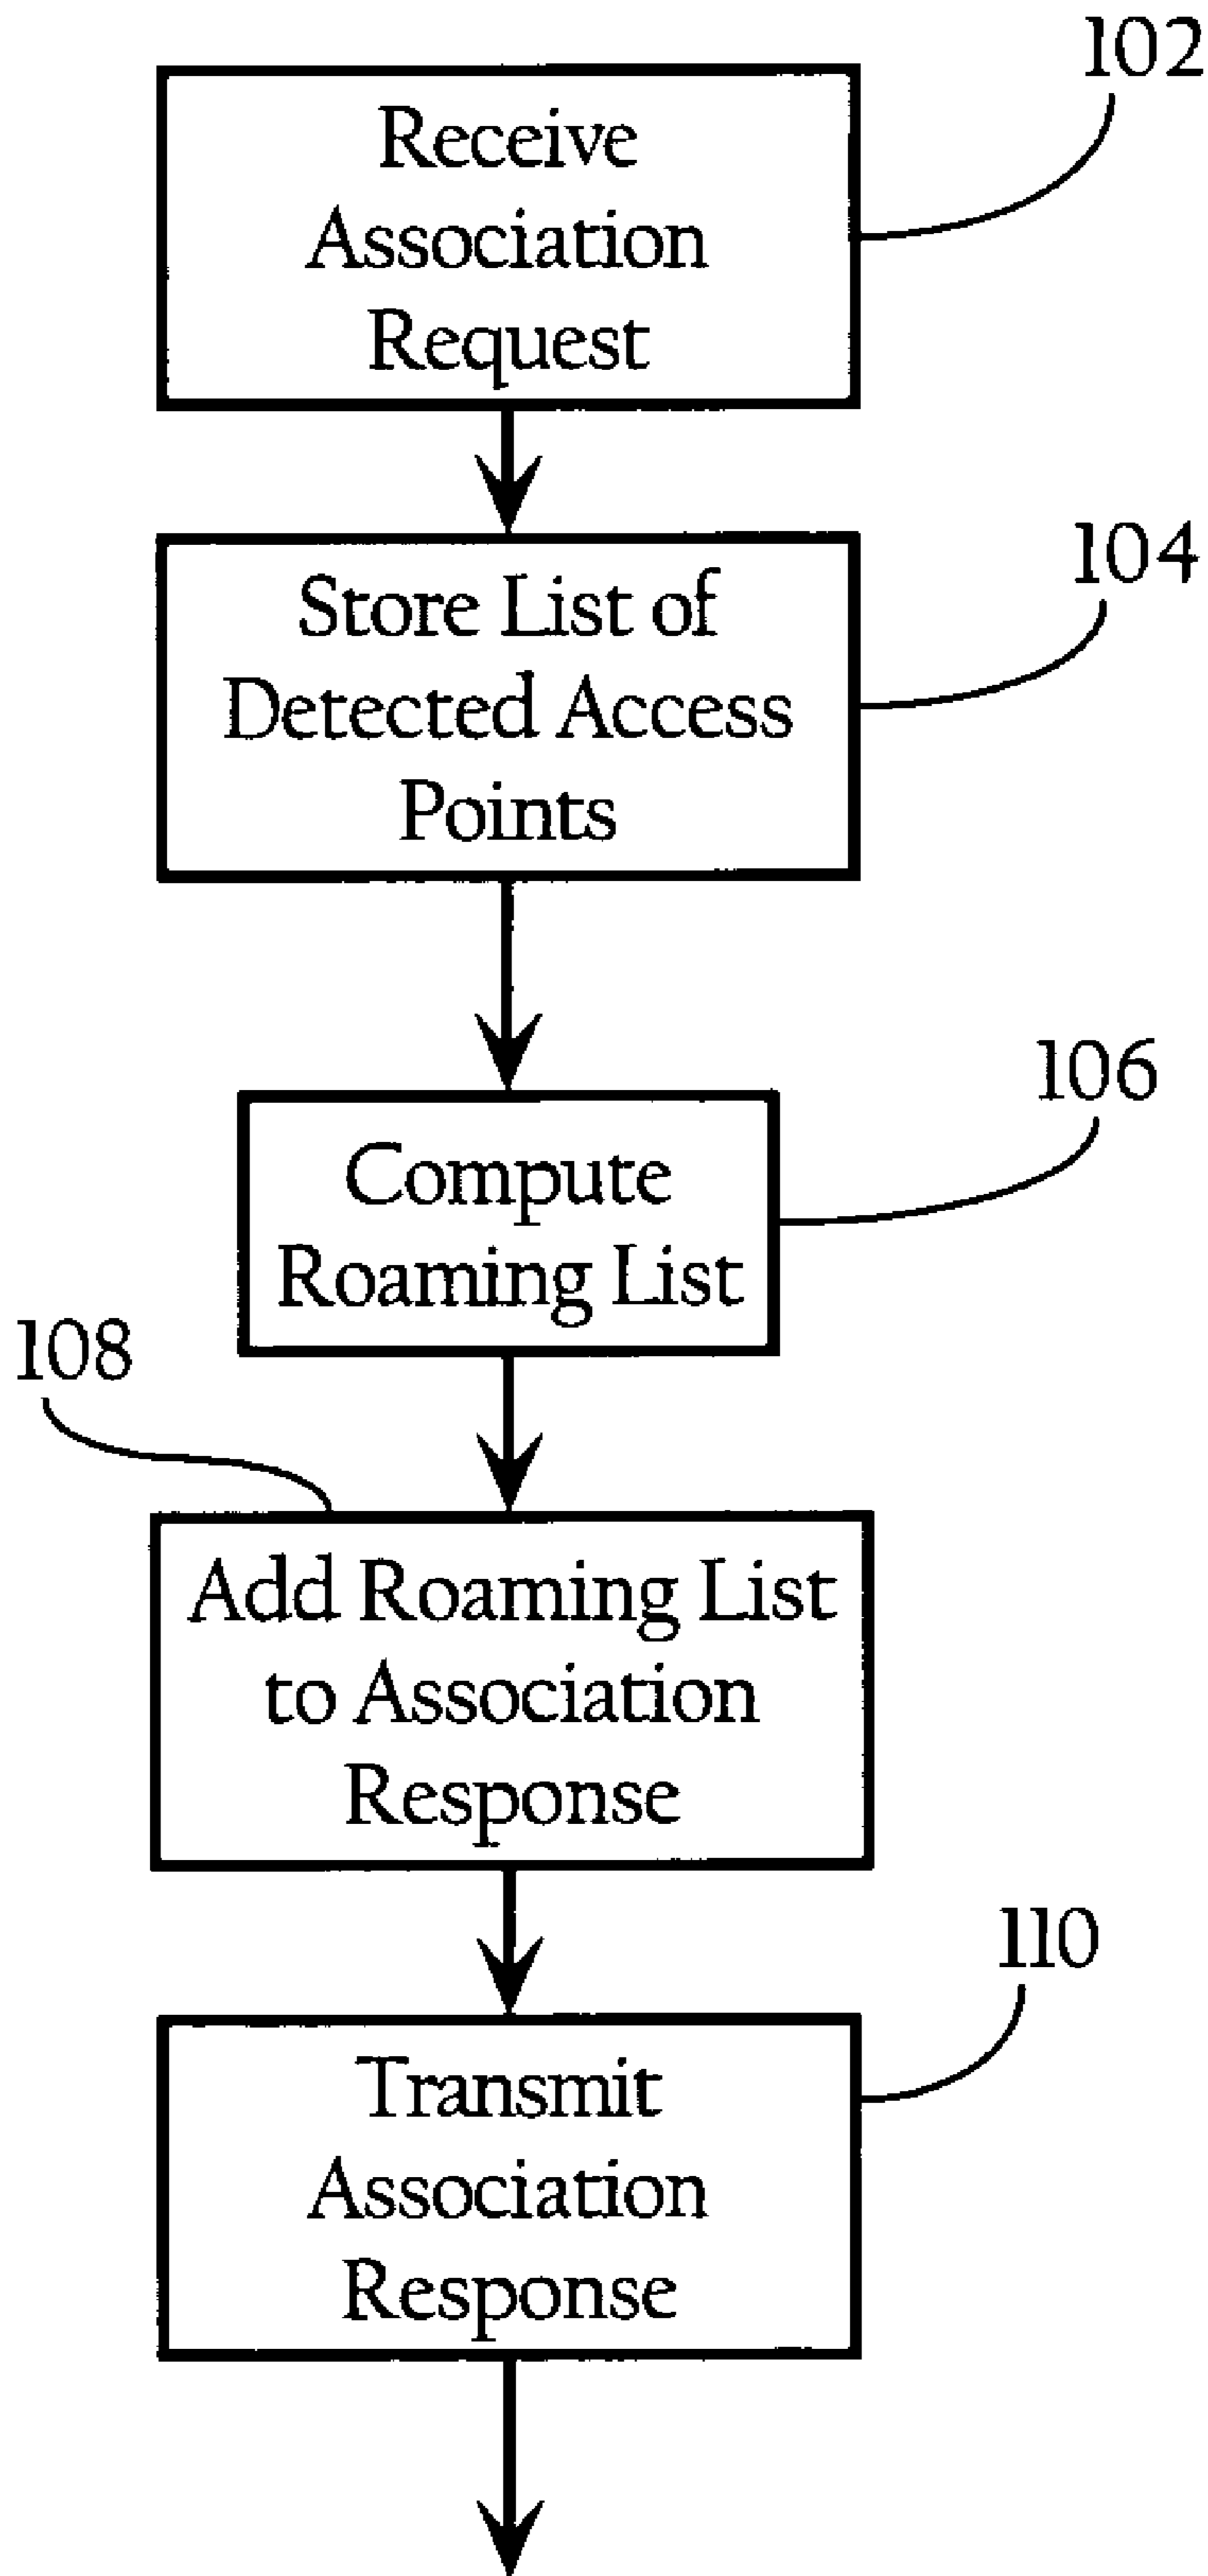 102
Receive
Association
Request
104
Store List of
Detected Access
Points
106
Compute
Roaming List
108
Add Roaming List
to Association
Response
110
Transmit
Association
Response